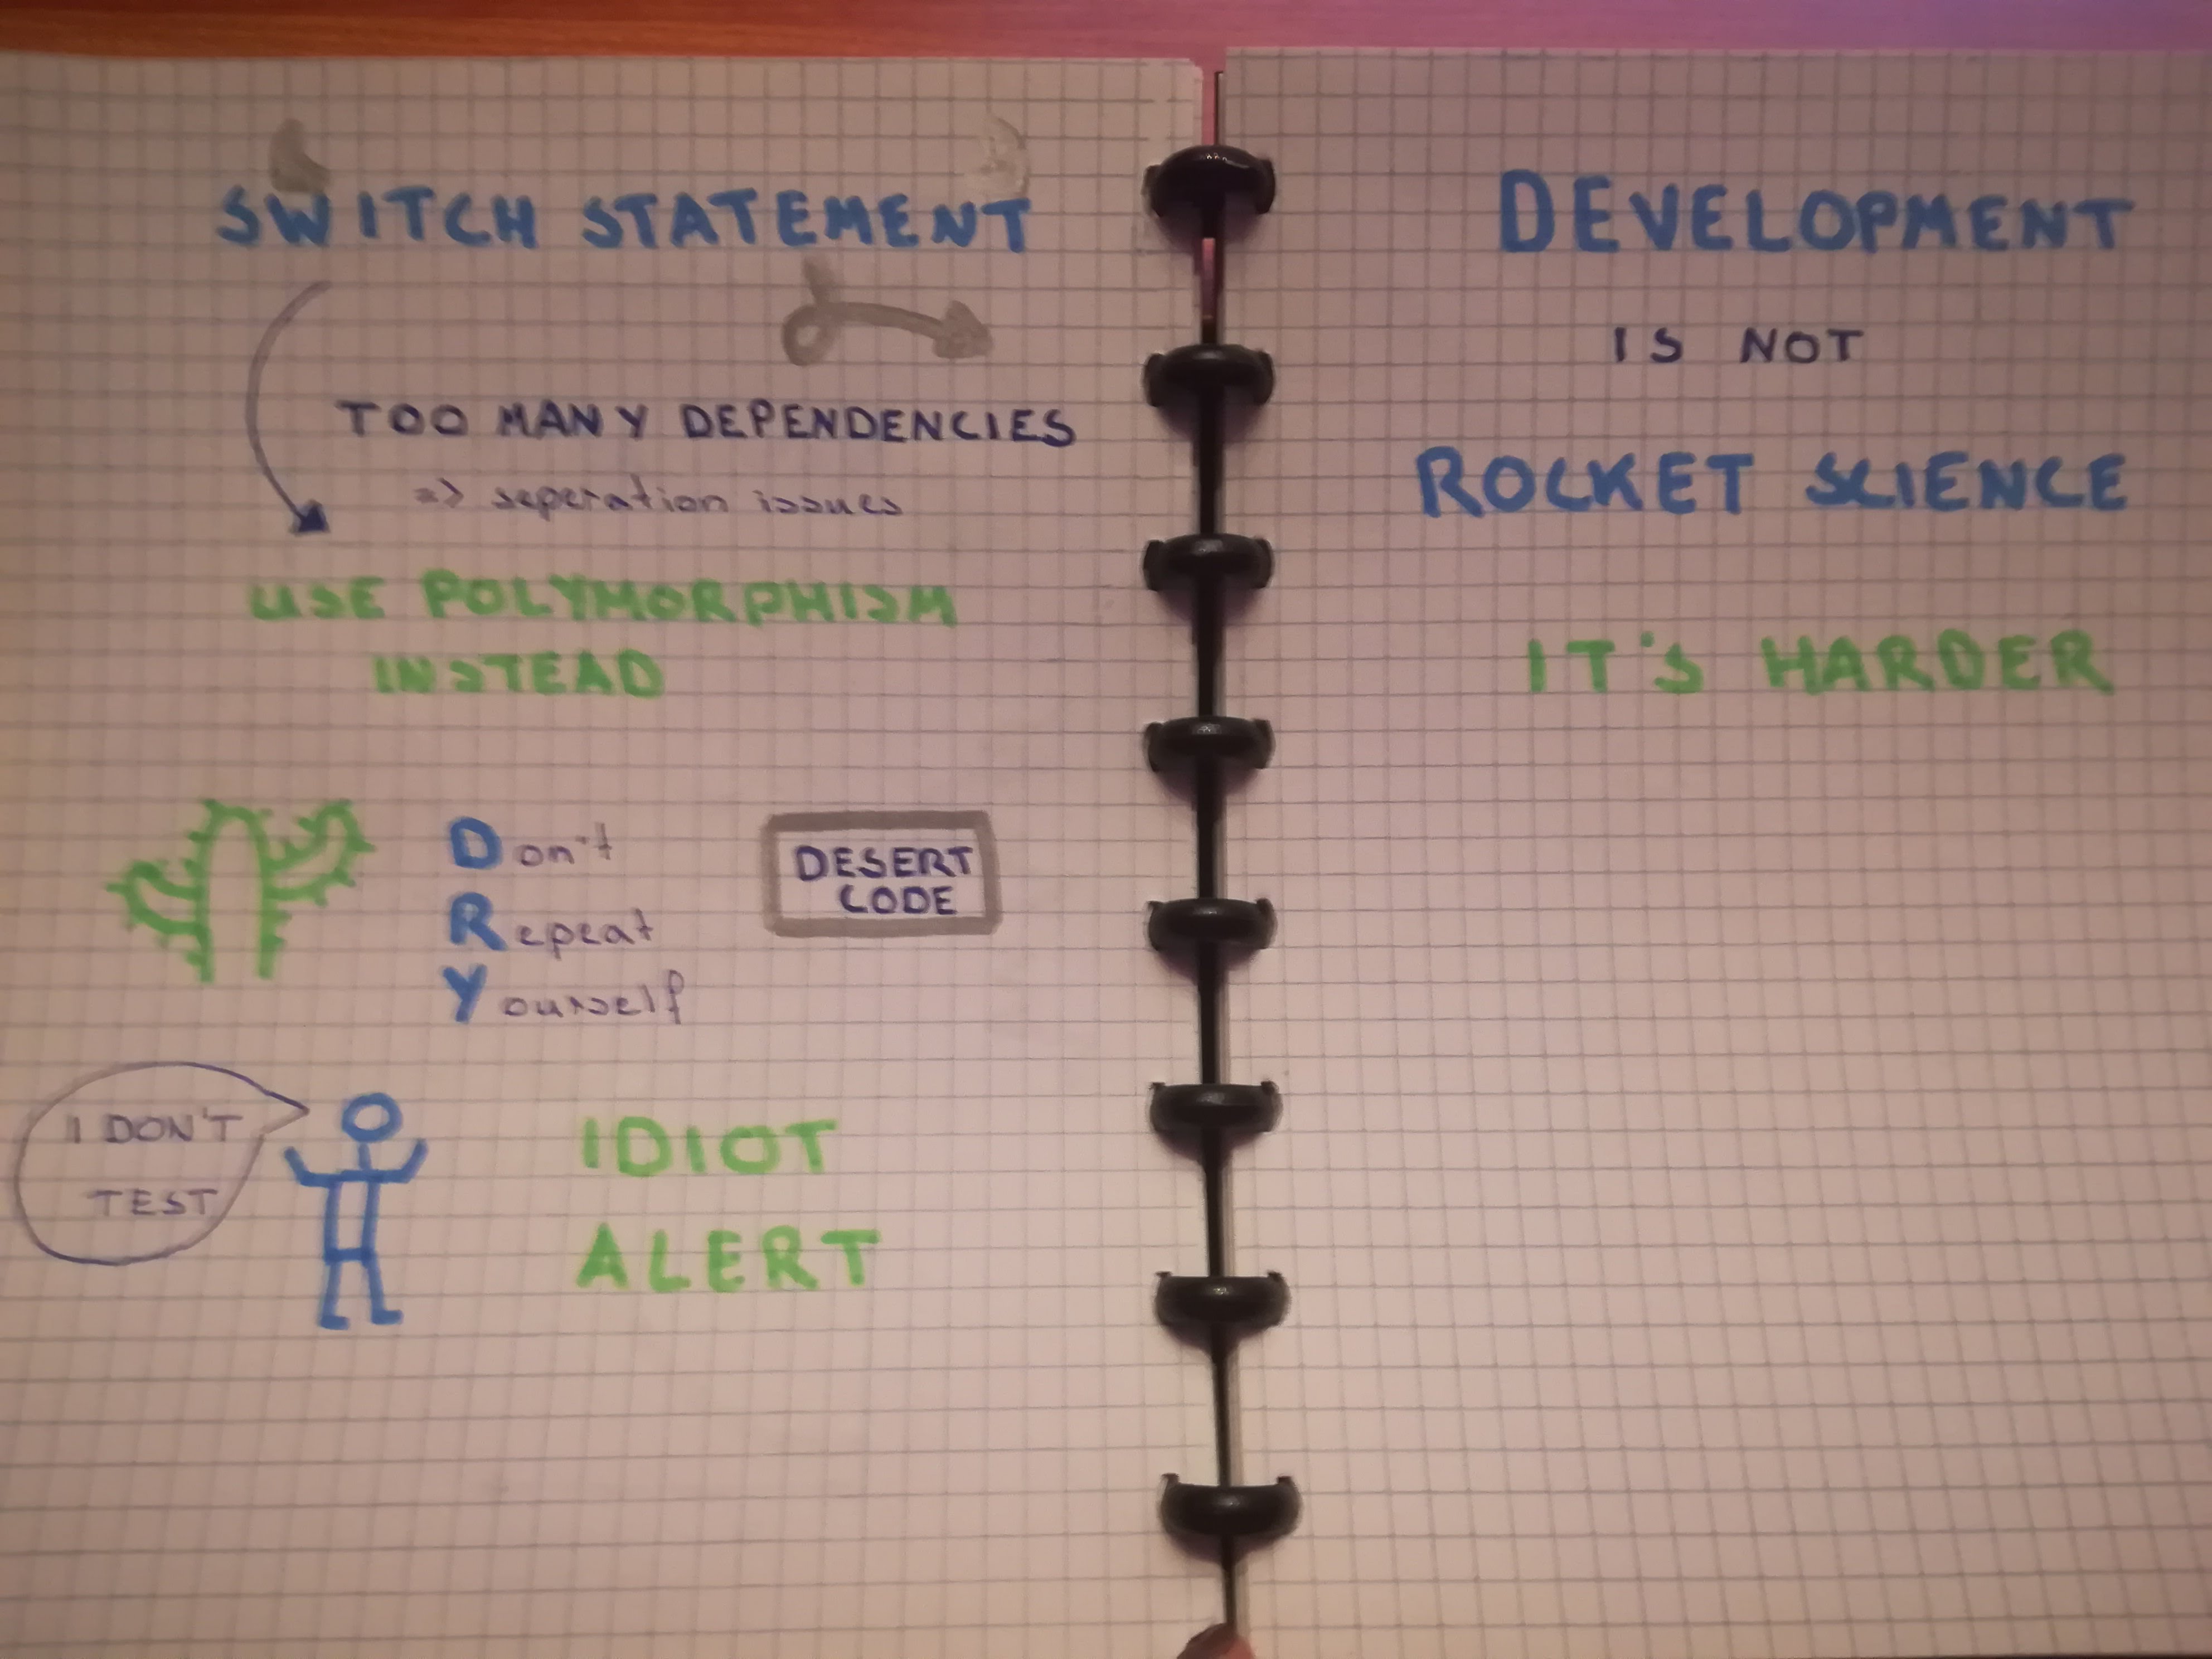 SWITCH STATEMENT
TOO MANY DEPENDENCIES
=> seperation issues
USE POLYMORPHISM
INSTEAD
Don't
Repeat
Yourself
DESERT
CODE
I DON'T
TEST
IDIOT
ALERT
DEVELOPMENT
IS NOT
ROCKET SCIENCE
IT'S HARDER